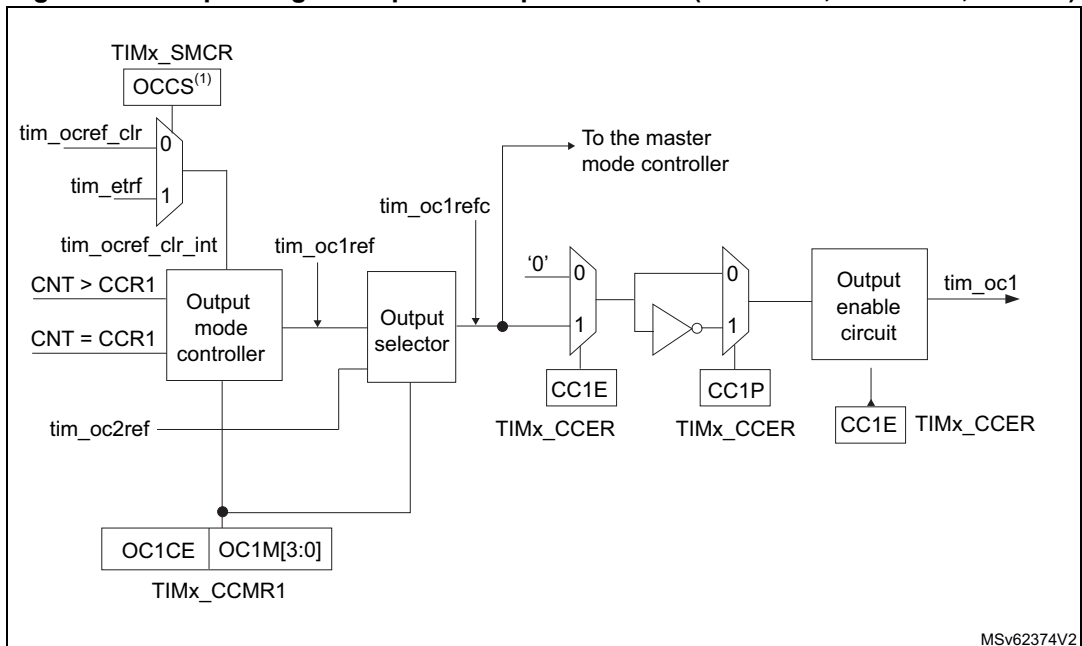 TIMx_SMCR
OCCS(1)
tim_ocref_clr
0
tim_etrf
1
tim_ocref_clr_int
To the master
mode controller
tim_oc1refc
tim_oc1ref
CNT > CCR1
CNT = CCR1
Output
mode
controller
Output
selector
'0'
0
1
0
1
Output
enable
circuit
tim_oc1
tim_oc2ref
CC1E
TIMx_CCER
CC1P
TIMx_CCER
CC1E
TIMx_CCER
OC1CE
OC1M[3:0]
TIMx_CCMR1
MSv62374V2